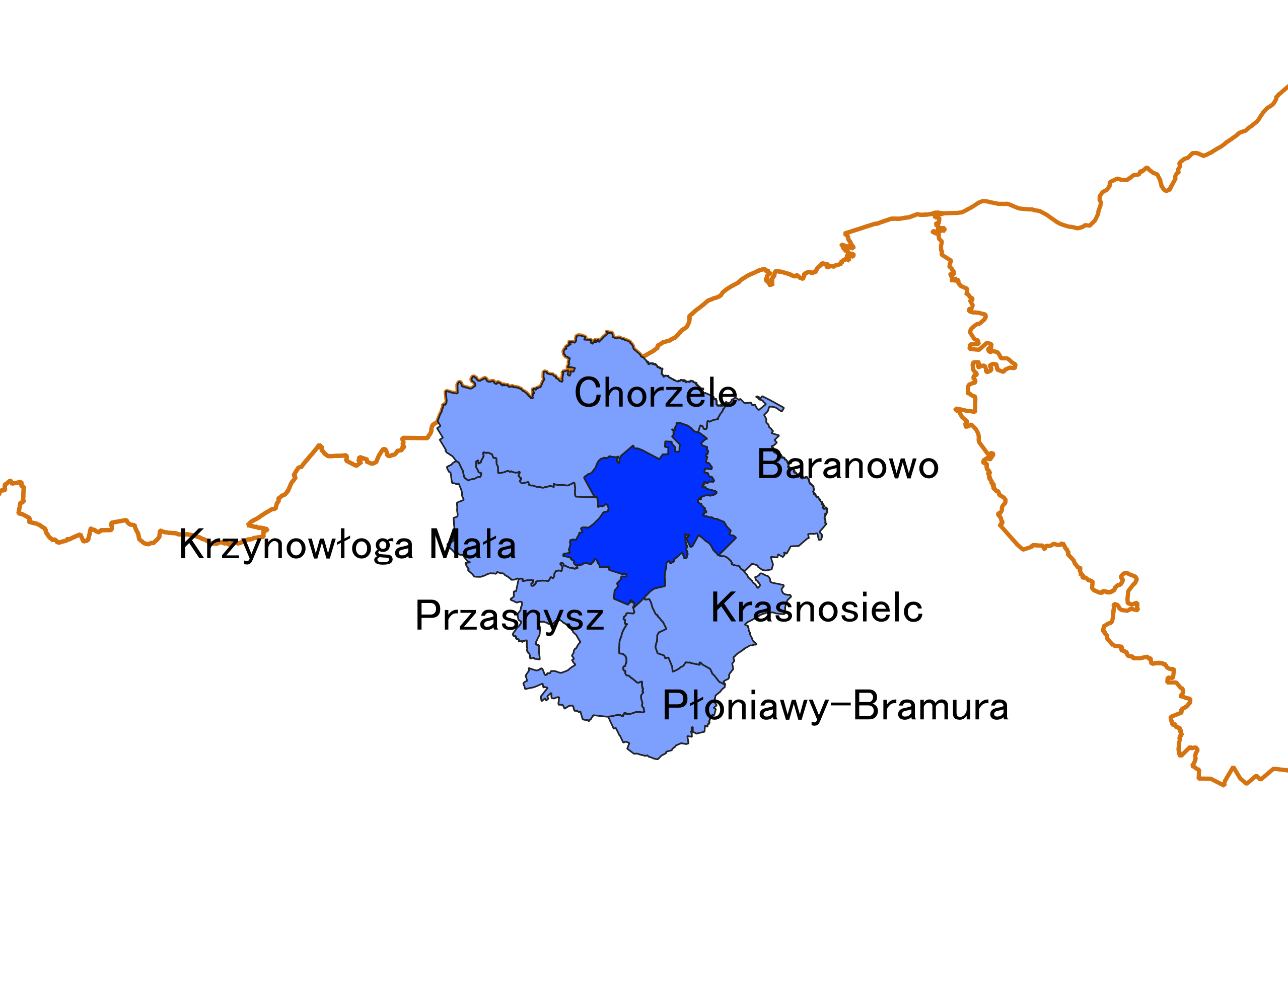 Chorzele
Baranowo
Krzynowłoga Mała
Przasnysz
Krasnosielc
Płoniawy-Bramura